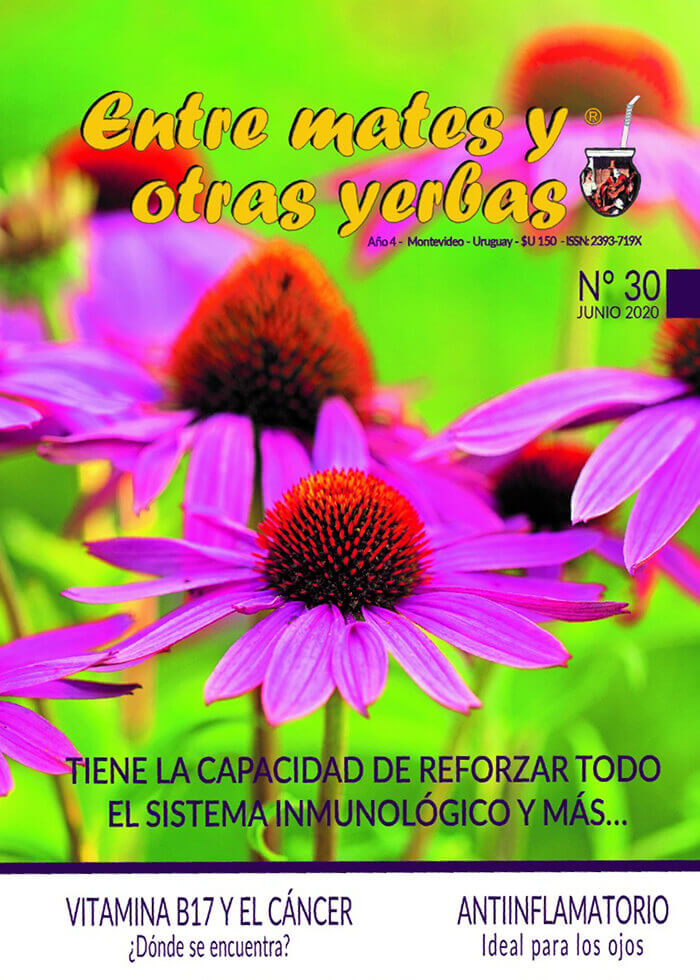 Entre mates y ®
otras yerbas
Año 4 - Montevideo - Uruguay - $U 150 - ISSN: 2393-719X
Nº 30
JUNIO 2020
TIENE LA CAPACIDAD DE REFORZAR TODO
EL SISTEMA INMUNOLÓGICO Y MÁS...
VITAMINA B17 Y EL CÁNCER
¿Dónde se encuentra?
ANTIINFLAMATORIO
Ideal para los ojos